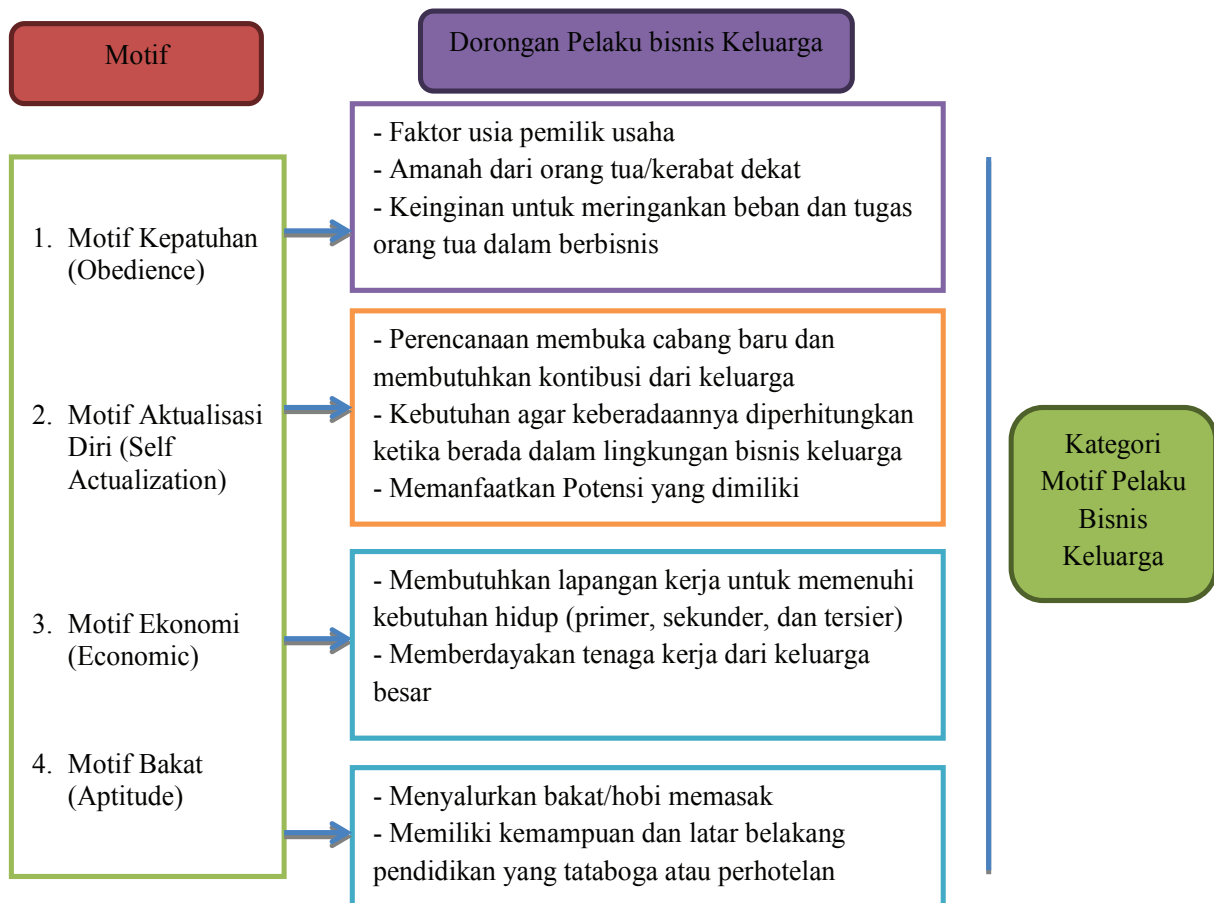 Motif
Dorongan Pelaku bisnis Keluarga
1. Motif Kepatuhan
(Obedience)
2. Motif Aktualisasi
Diri (Self
Actualization)
3. Motif Ekonomi
(Economic)
4. Motif Bakat
(Aptitude)
- Faktor usia pemilik usaha
- Amanah dari orang tua/kerabat dekat
- Keinginan untuk meringankan beban dan tugas
orang tua dalam berbisnis
- Perencanaan membuka cabang baru dan
membutuhkan kontibusi dari keluarga
- Kebutuhan agar keberadaannya diperhitungkan
ketika berada dalam lingkungan bisnis keluarga
- Memanfaatkan Potensi yang dimiliki
- Membutuhkan lapangan kerja untuk memenuhi
kebutuhan hidup (primer, sekunder, dan tersier)
- Memberdayakan tenaga kerja dari keluarga
besar
- Menyalurkan bakat/hobi memasak
- Memiliki kemampuan dan latar belakang
pendidikan yang tataboga atau perhotelan
Kategori
Motif Pelaku
Bisnis
Keluarga